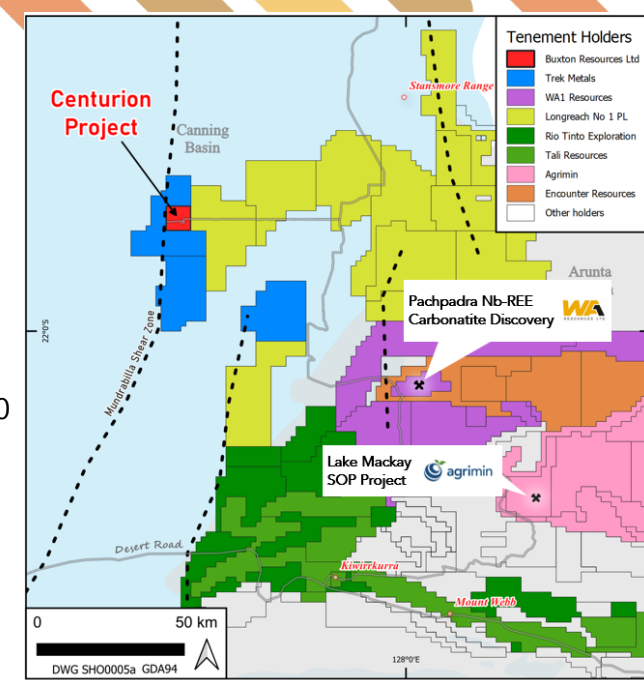 Tenement Holders
Buxton Resources Ltd
Trek Metals
WA1 Resources
Longreach No 1 PL
Rio Tinto Exploration
Tali Resources
Agrimin
Encounter Resources
Other holders
Stansmore Range
Centurion
Project
Canning
Basin
Arunta
Pachpadra Nb-REE
Carbonatite Discovery
WA
RESOURCES LTD
22°0'S
Mundrabilla Shear Zone
0
Lake Mackay
SOP Project
agrimin
Desert Road
Kiwirrkurra
Mount Webb
0 50 km
DWG SHO0005a GDA94
128°0'E